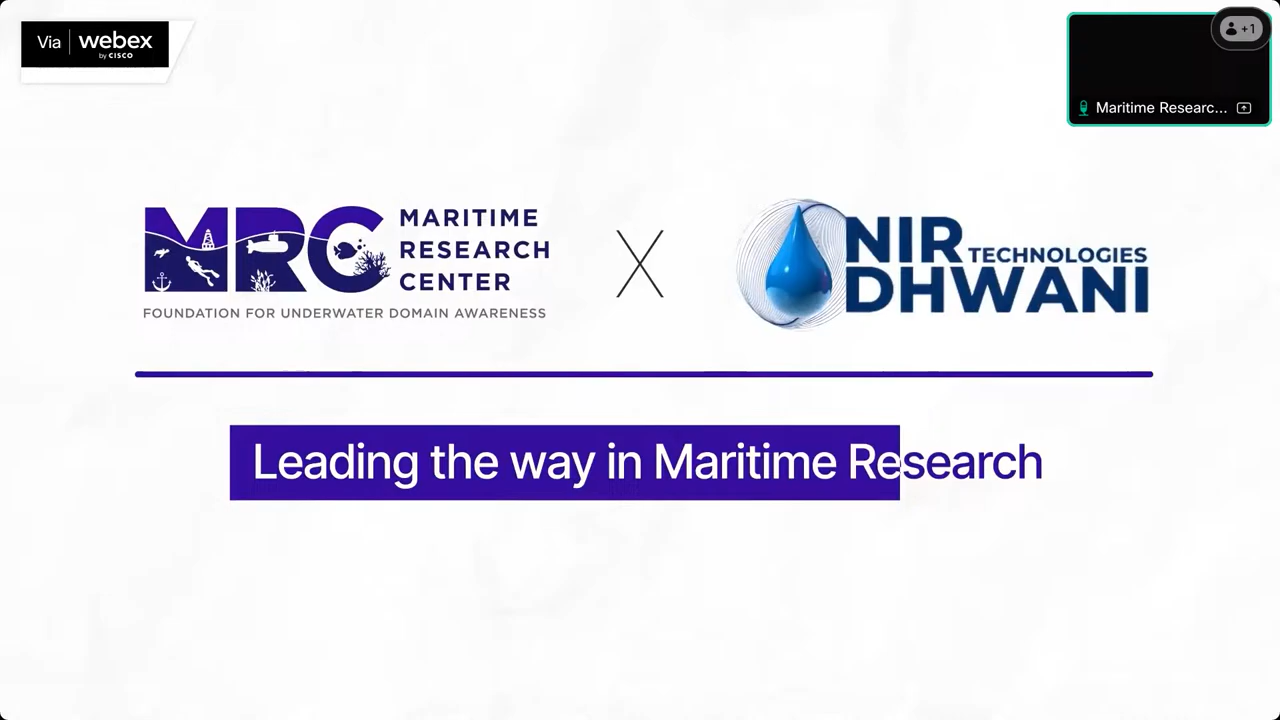 Via webex
by CISCO
+1
Maritime Researc...
MRC MARITIME
RESEARCH
CENTER
FOUNDATION FOR UNDERWATER DOMAIN AWARENESS
X
NIR TECHNOLOGIES
DHWANI
Leading the way in Maritime Research